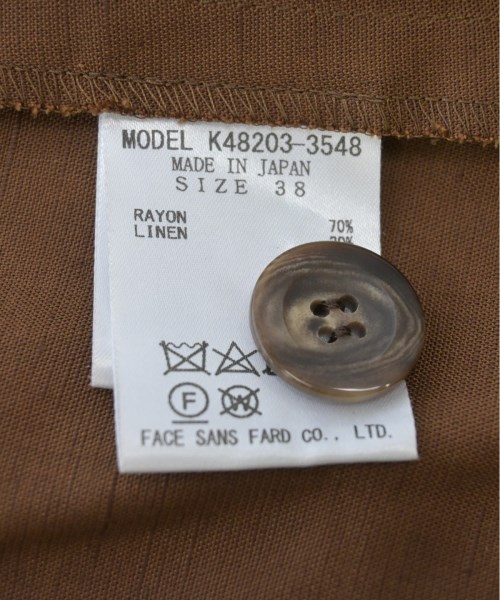 MODEL K48203-3548
MADE IN JAPAN
SIZE 38
RAYON 70%
LINEN
F
W
FACE SANS FARD CO., LTD.